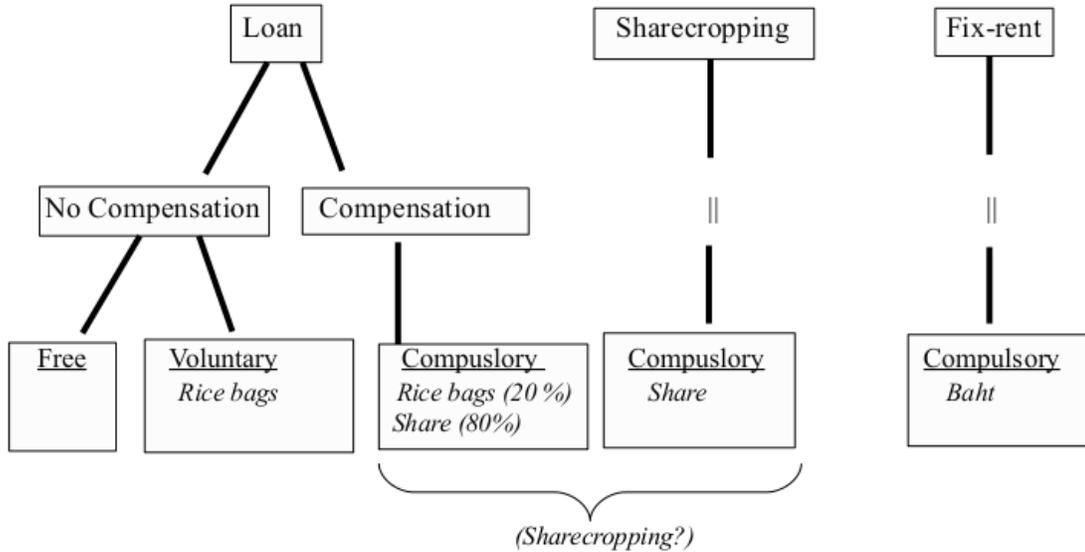 Loan
Sharecropping
Fix-rent
No Compensation
Compensation
||
||
Free
Voluntary
Rice bags
Compuslory
Rice bags (20 %)
Share (80%)
Compuslory
Share
Compulsory
Baht
(Sharecropping?)